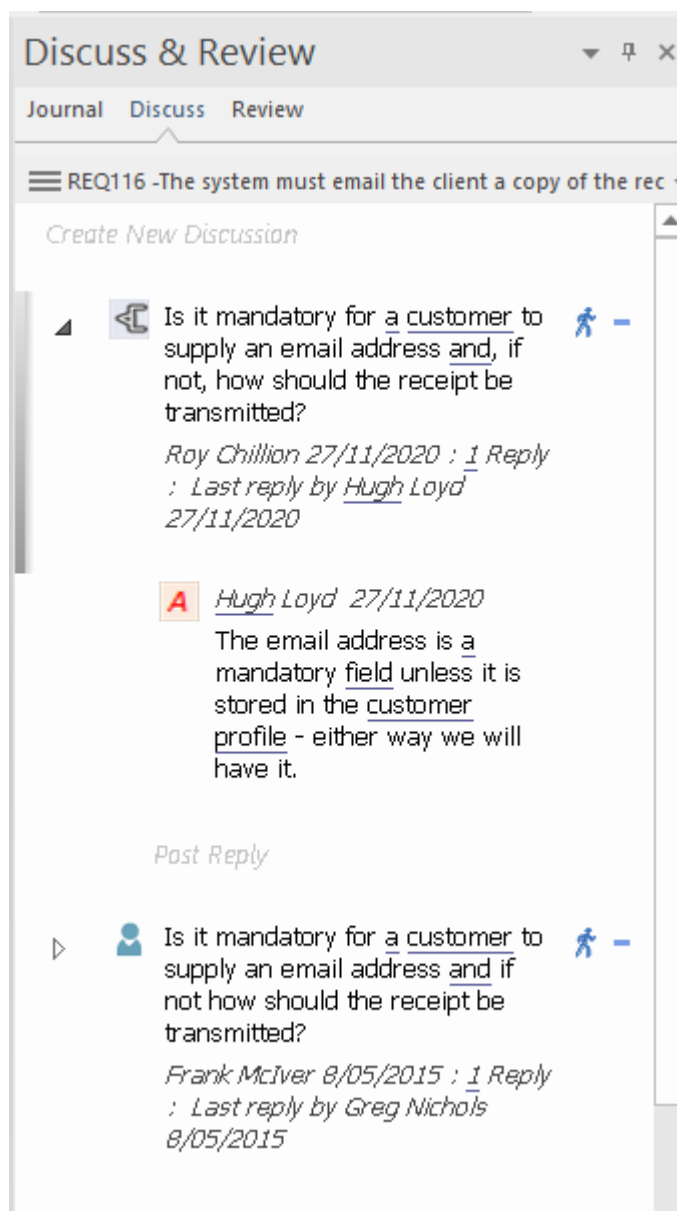 Discuss & Review
Journal Discuss Review
REQ116 -The system must email the client a copy of the rec
Create New Discussion
Is it mandatory for a customer to
supply an email address and, if
not, how should the receipt be
transmitted?
Roy Chillion 27/11/2020 : 1 Reply
: Last reply by Hugh Loyd
27/11/2020
A Hugh Loyd 27/11/2020
The email address is a
mandatory field unless it is
stored in the customer
profile - either way we will
have it.
Post Reply
Is it mandatory for a customer to
supply an email address and if
not how should the receipt be
transmitted?
Frank McIver 8/05/2015 : 1 Reply
: Last reply by Greg Nichols
8/05/2015